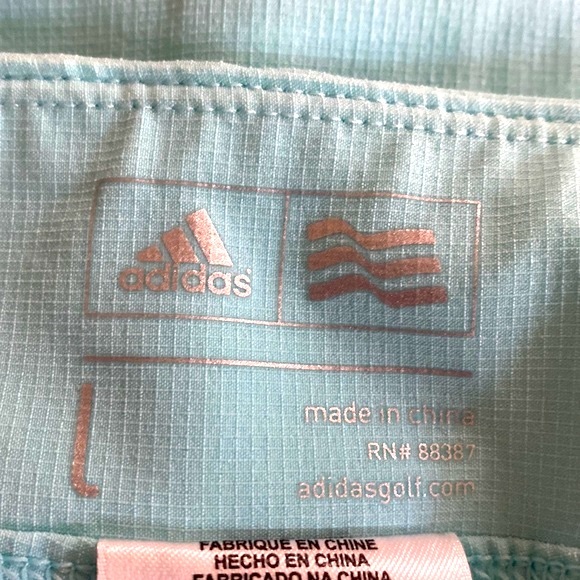 adidas
L
made in china
RN# 88387
adidasgolf.com
FABRIQUE EN CHINE
HECHO EN CHINA
FABRICADO NA CHINA